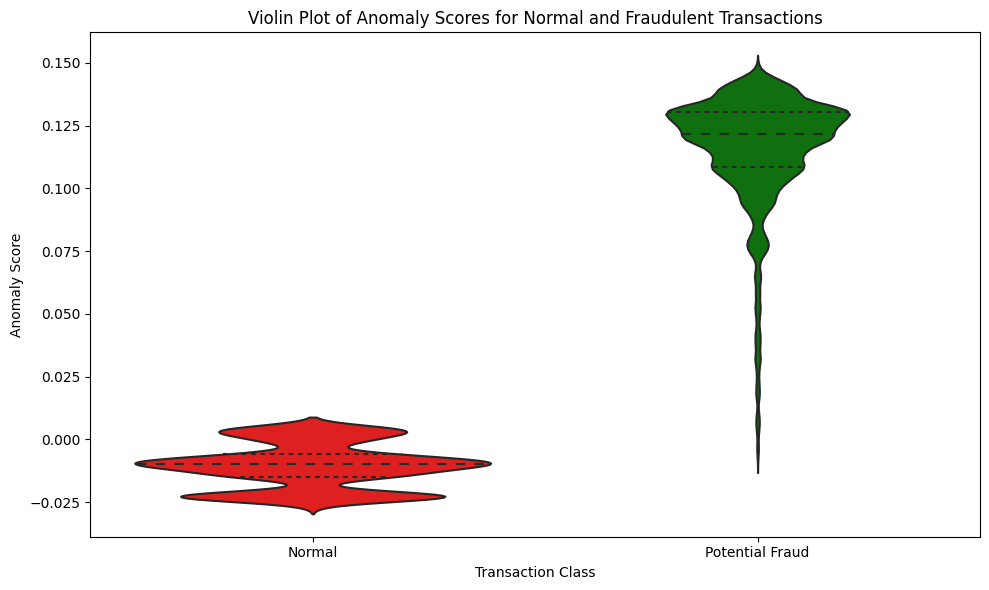 Violin Plot of Anomaly Scores for Normal and Fraudulent Transactions
Anomaly Score
0.150
0.125
0.100
0.075
0.050
0.025
0.000
−0.025
Normal
Potential Fraud
Transaction Class